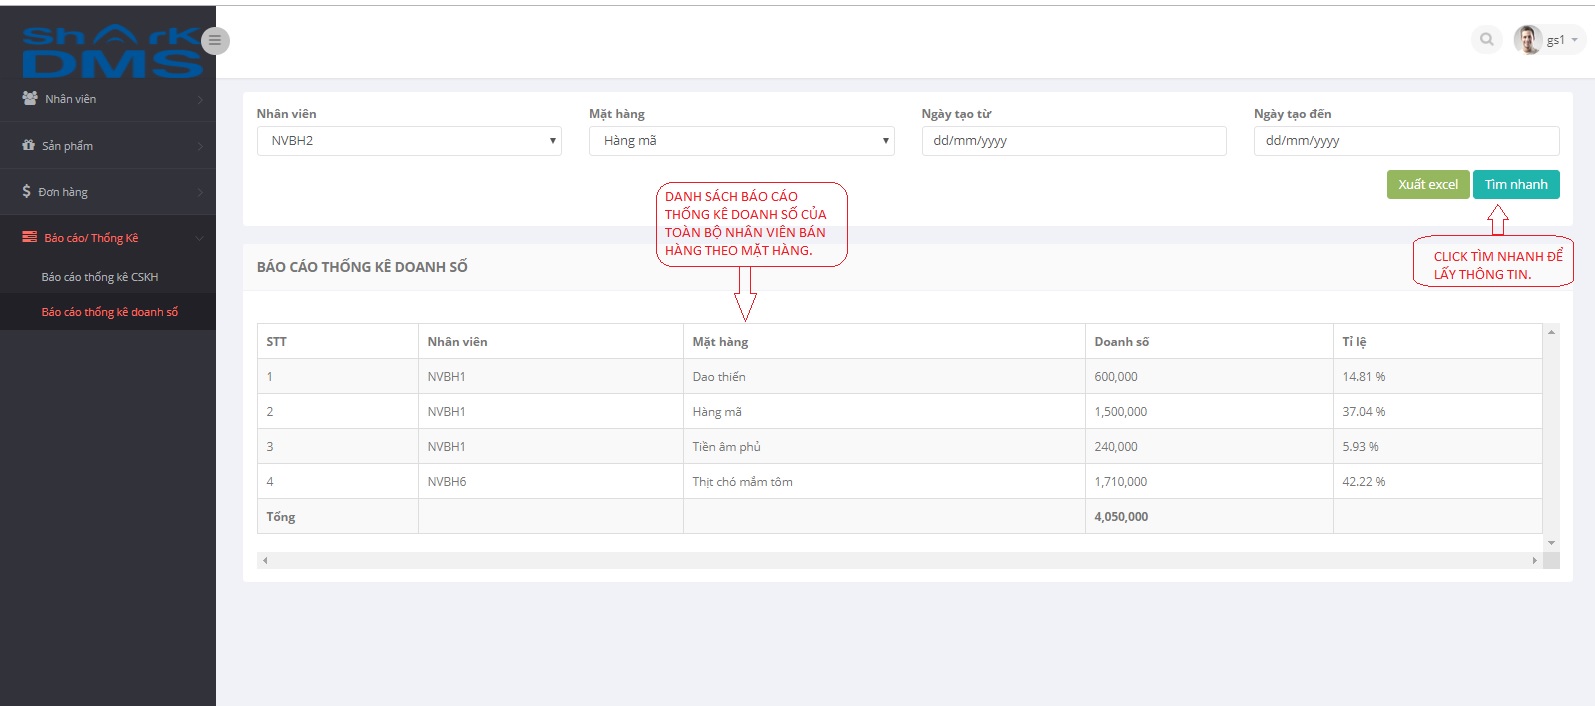 Shark
DMS
gs1
Nhân viên
Sản phẩm
Đơn hàng
Báo cáo/ Thống Kê
Báo cáo thống kê CSKH
Báo cáo thống kê doanh số
Nhân viên Mặt hàng Ngày tạo từ Ngày tạo đến
NVBH2 Hàng mã dd/mm/yyyy dd/mm/yyyy
Xuất excel Tìm nhanh
DANH SÁCH BÁO CÁO
THỐNG KÊ DOANH SỐ CỦA
TOÀN BỘ NHÂN VIÊN BÁN
HÀNG THEO MẶT HÀNG.
CLICK TÌM NHANH ĐỂ
LẤY THÔNG TIN.
BÁO CÁO THỐNG KÊ DOANH SỐ
STT Nhân viên Mặt hàng Doanh số Tỉ lệ
1 NVBH1 Dao thiến 600,000 14.81 %
2 NVBH1 Hàng mã 1,500,000 37.04 %
3 NVBH1 Tiền âm phủ 240,000 5.93 %
4 NVBH6 Thịt chó mắm tôm 1,710,000 42.22 %
Tổng 4,050,000